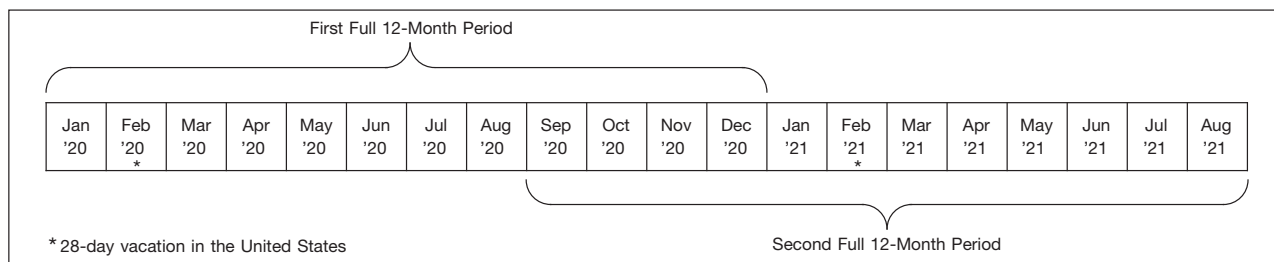 First Full 12-Month Period
Jan Feb Mar Apr May Jun Jul Aug Sep Oct Nov Dec Jan Feb Mar Apr May Jun Jul Aug
’20 ’20 ’20 ’20 ’20 ’20 ’20 ’20 ’20 ’20 ’20 ’20 ’21 ’21 ’21 ’21 ’21 ’21 ’21 ’21
* *
* 28-day vacation in the United States
Second Full 12-Month Period